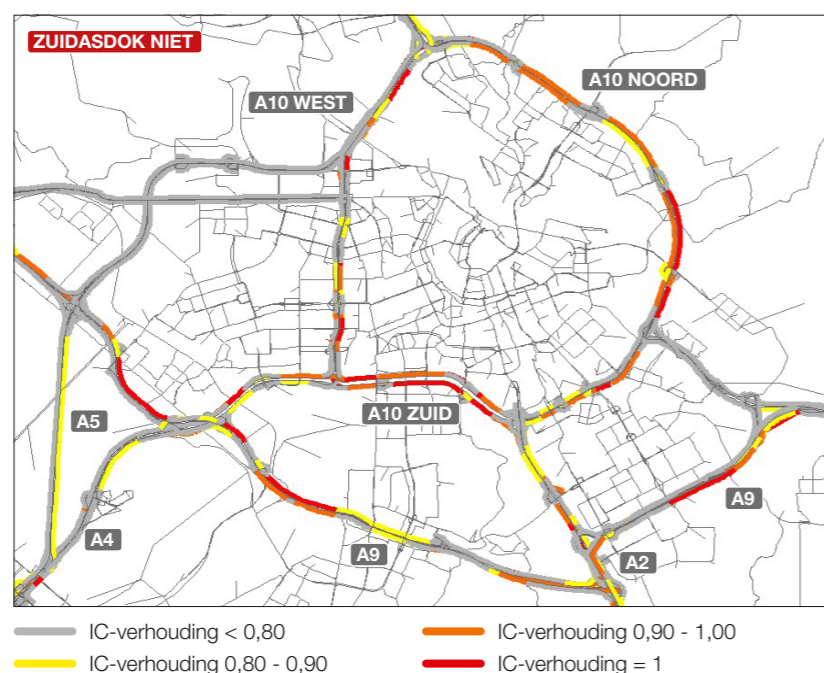 ZUIDASDOK NIET
A10 WEST
A10 NOORD
A10 ZUID
A5
A4
A9
A9
A2
IC-verhouding < 0,80
IC-verhouding 0,90 - 1,00
IC-verhouding 0,80 - 0,90
IC-verhouding = 1